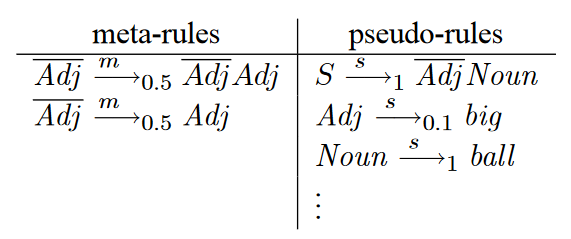 meta-rules pseudo-rules
$\overline{Adj} \xrightarrow{m}_{0.5} \overline{Adj} Adj$ $S \xrightarrow{s}_{1} \overline{Adj} Noun$
$\overline{Adj} \xrightarrow{m}_{0.5} Adj$ $Adj \xrightarrow{s}_{0.1} big$
$Noun \xrightarrow{s}_{1} ball$
⋮